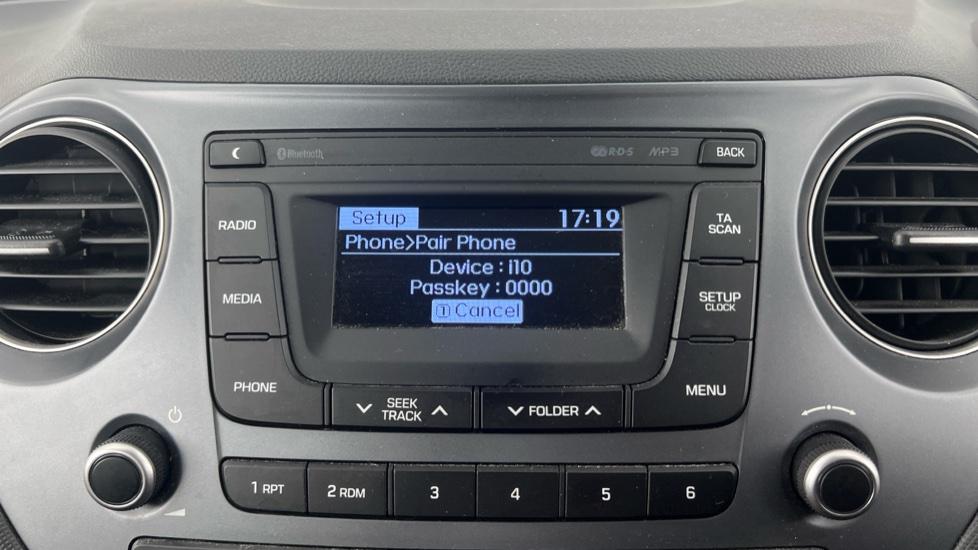 Bluetooth
R·D·S MP3
BACK
RADIO
MEDIA
PHONE
Setup 17:19
Phone>Pair Phone
Device : i10
Passkey : 0000
1 Cancel
TA
SCAN
SETUP
CLOCK
MENU
SEEK
TRACK
FOLDER
1 RPT
2 RDM
3
4
5
6